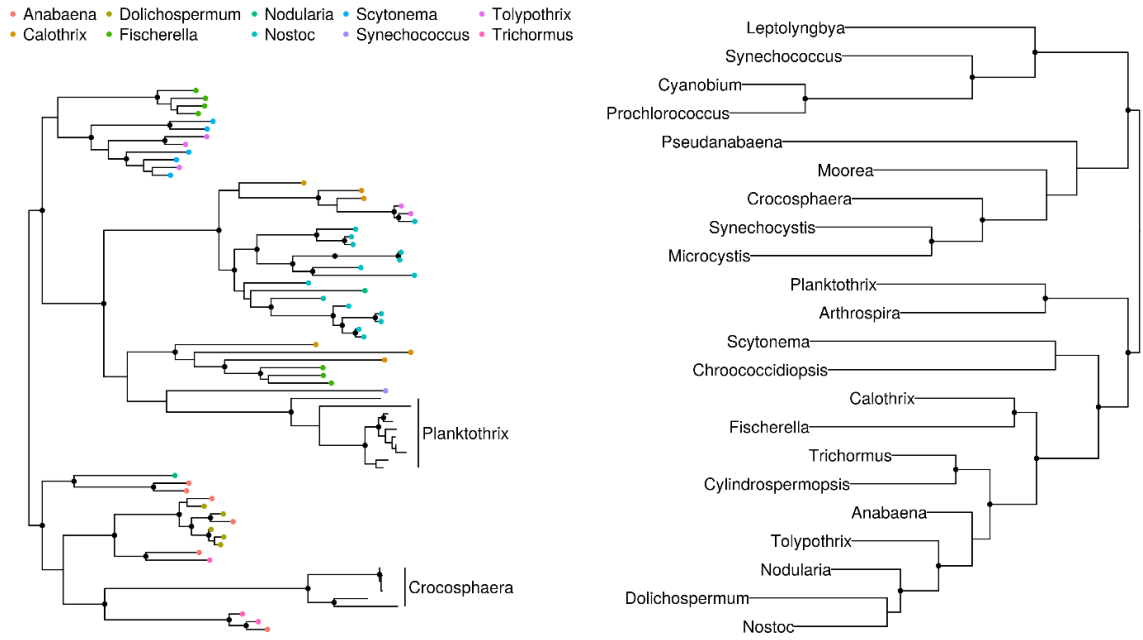 Anabaena Dolichospermum Nodularia Scytonema Tolypothrix
Calothrix Fischerella Nostoc Synechococcus Trichormus
Planktothrix
Crocosphaera
Leptolyngbya
Synechococcus
Cyanobium
Prochlorococcus
Pseudanabaena
Moorea
Crocosphaera
Synechocystis
Microcystis
Planktothrix
Arthrospira
Scytonema
Chroococcidiopsis
Calothrix
Fischerella
Trichormus
Cylindrospermopsis
Anabaena
Tolypothrix
Nodularia
Dolichospermum
Nostoc